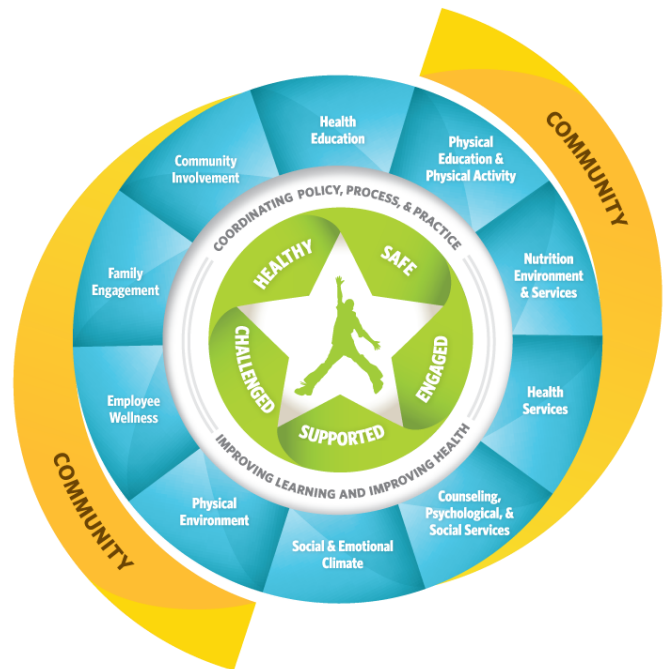 COMMUNITY
Health
Education
Physical
Education &
Physical Activity
Nutrition
Environment
& Services
Health
Services
Counseling,
Psychological, &
Social Services
Social & Emotional
Climate
Physical
Environment
Employee
Wellness
Family
Engagement
Community
Involvement
COORDINATING POLICY, PROCESS, & PRACTICE
IMPROVING LEARNING AND IMPROVING HEALTH
HEALTHY
SAFE
ENGAGED
SUPPORTED
CHALLENGED
COMMUNITY